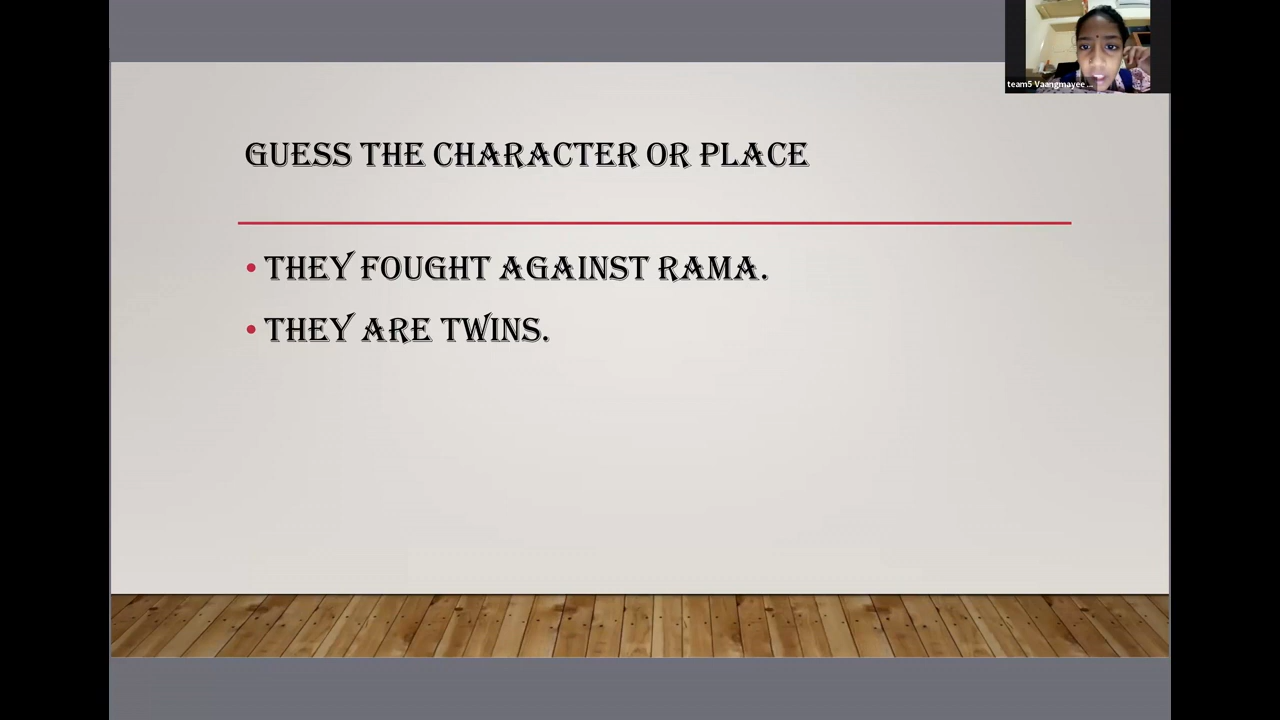 team5 Vaangmayee ...
GUESS THE CHARACTER OR PLACE
• THEY FOUGHT AGAINST RAMA.
• THEY ARE TWINS.